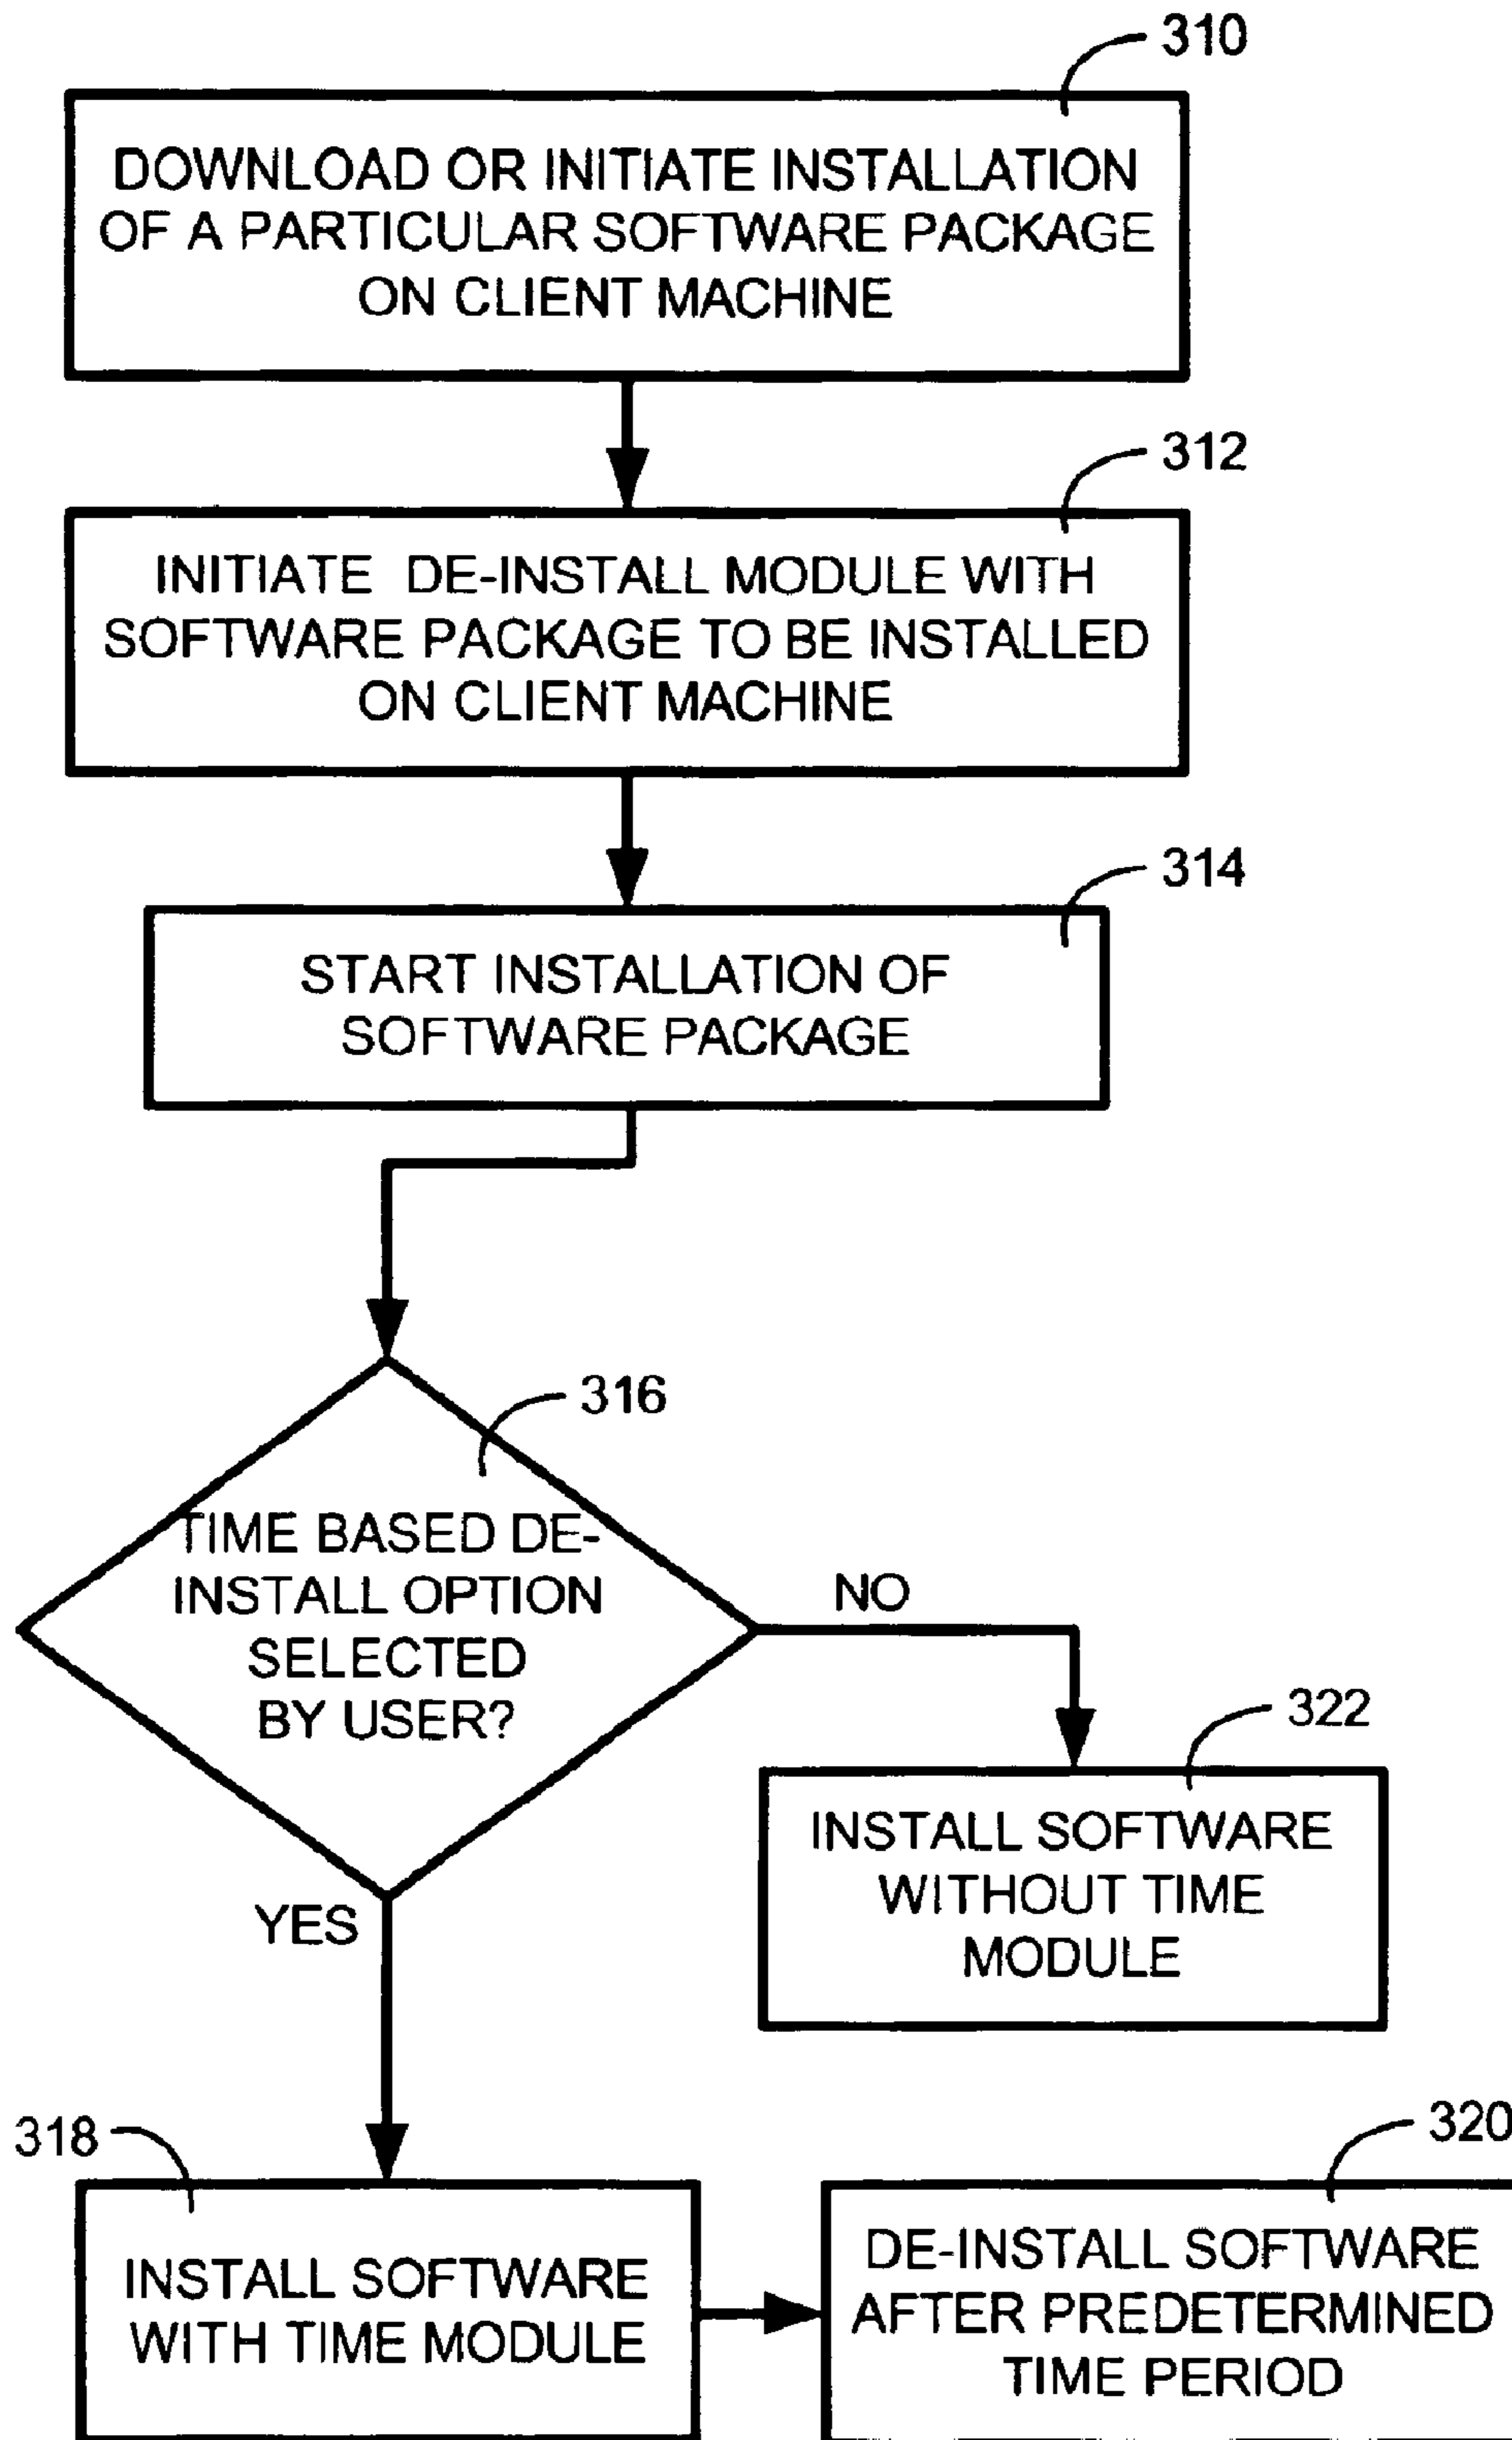 310
DOWNLOAD OR INITIATE INSTALLATION
OF A PARTICULAR SOFTWARE PACKAGE
ON CLIENT MACHINE
312
INITIATE DE-INSTALL MODULE WITH
SOFTWARE PACKAGE TO BE INSTALLED
ON CLIENT MACHINE
314
START INSTALLATION OF
SOFTWARE PACKAGE
316
TIME BASED DE-
INSTALL OPTION
SELECTED
BY USER?
NO
322
INSTALL SOFTWARE
WITHOUT TIME
MODULE
YES
318
INSTALL SOFTWARE
WITH TIME MODULE
320
DE-INSTALL SOFTWARE
AFTER PREDETERMINED
TIME PERIOD